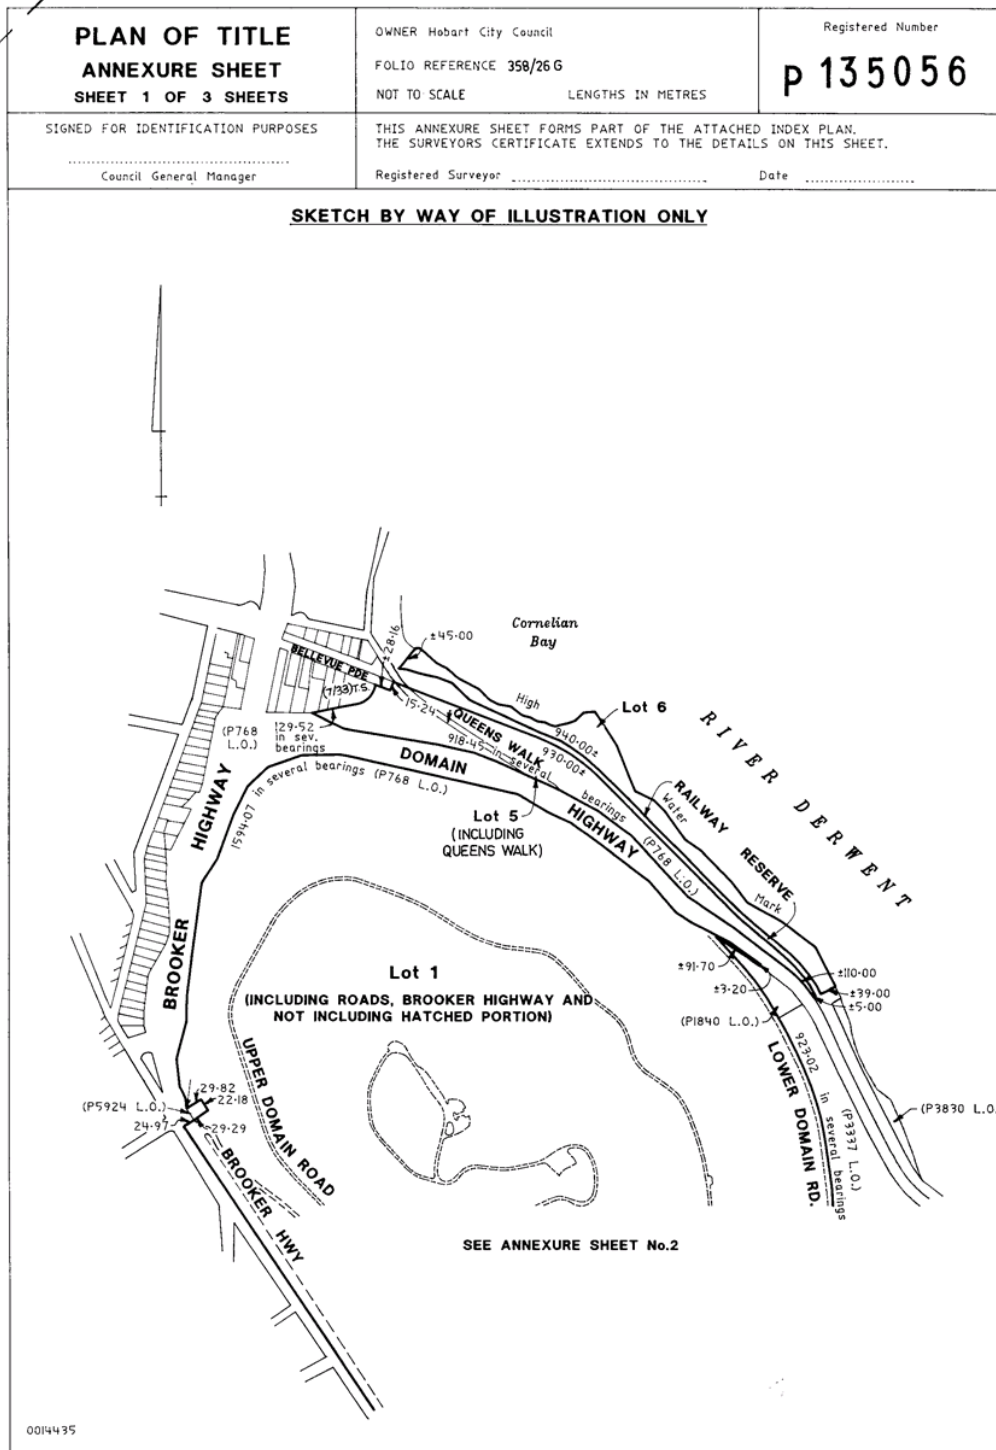 PLAN OF TITLE
ANNEXURE SHEET
SHEET 1 OF 3 SHEETS
OWNER Hobart City Council
FOLIO REFERENCE 358/26 G
NOT TO SCALE LENGTHS IN METRES
Registered Number
P 135056
SIGNED FOR IDENTIFICATION PURPOSES
Council General Manager
THIS ANNEXURE SHEET FORMS PART OF THE ATTACHED INDEX PLAN.
THE SURVEYORS CERTIFICATE EXTENDS TO THE DETAILS ON THIS SHEET.
Registered Surveyor
Date
SKETCH BY WAY OF ILLUSTRATION ONLY
Cornelian
Bay
±45·00
±28·16
BELLEVUE PDE
(7/33)T.S.
15·24
High
Lot 6
RIVER DERWENT
(P768
L.O.)
129·52
in sev.
bearings
QUEENS WALK
940·00±
930·00±
918·45 in several
bearings
(P768 L.O.)
DOMAIN
HIGHWAY
BROOKER
HIGHWAY
1594·07 in several bearings (P768 L.O.)
Lot 5
(INCLUDING
QUEENS WALK)
RAILWAY RESERVE
Water
Mark
Lot 1
(INCLUDING ROADS, BROOKER HIGHWAY AND
NOT INCLUDING HATCHED PORTION)
±91·70
±3·20
±110·00
±39·00
±5·00
(P1840 L.O.)
923·02 in several bearings
(P3337 L.O.)
LOWER DOMAIN RD.
(P3830 L.O.
UPPER DOMAIN ROAD
29·82
22·18
(P5924 L.O.)
24·97
29·29
BROOKER HWY
SEE ANNEXURE SHEET No.2
0014435